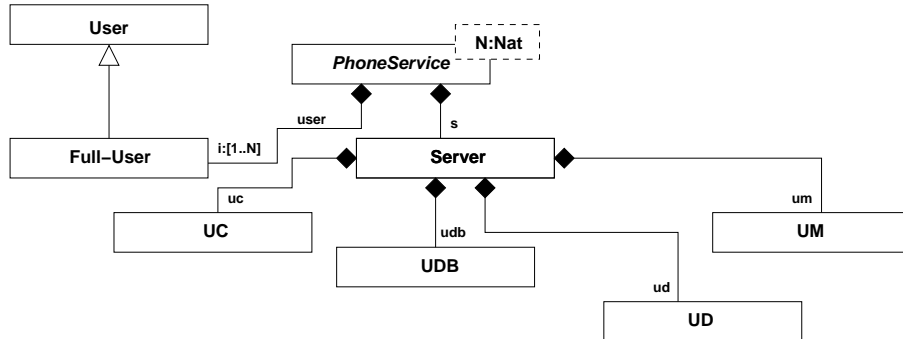 User
N:Nat
PhoneService
user
s
Full–User
i:[1..N]
Server
uc
um
UC
udb
UM
UDB
ud
UD